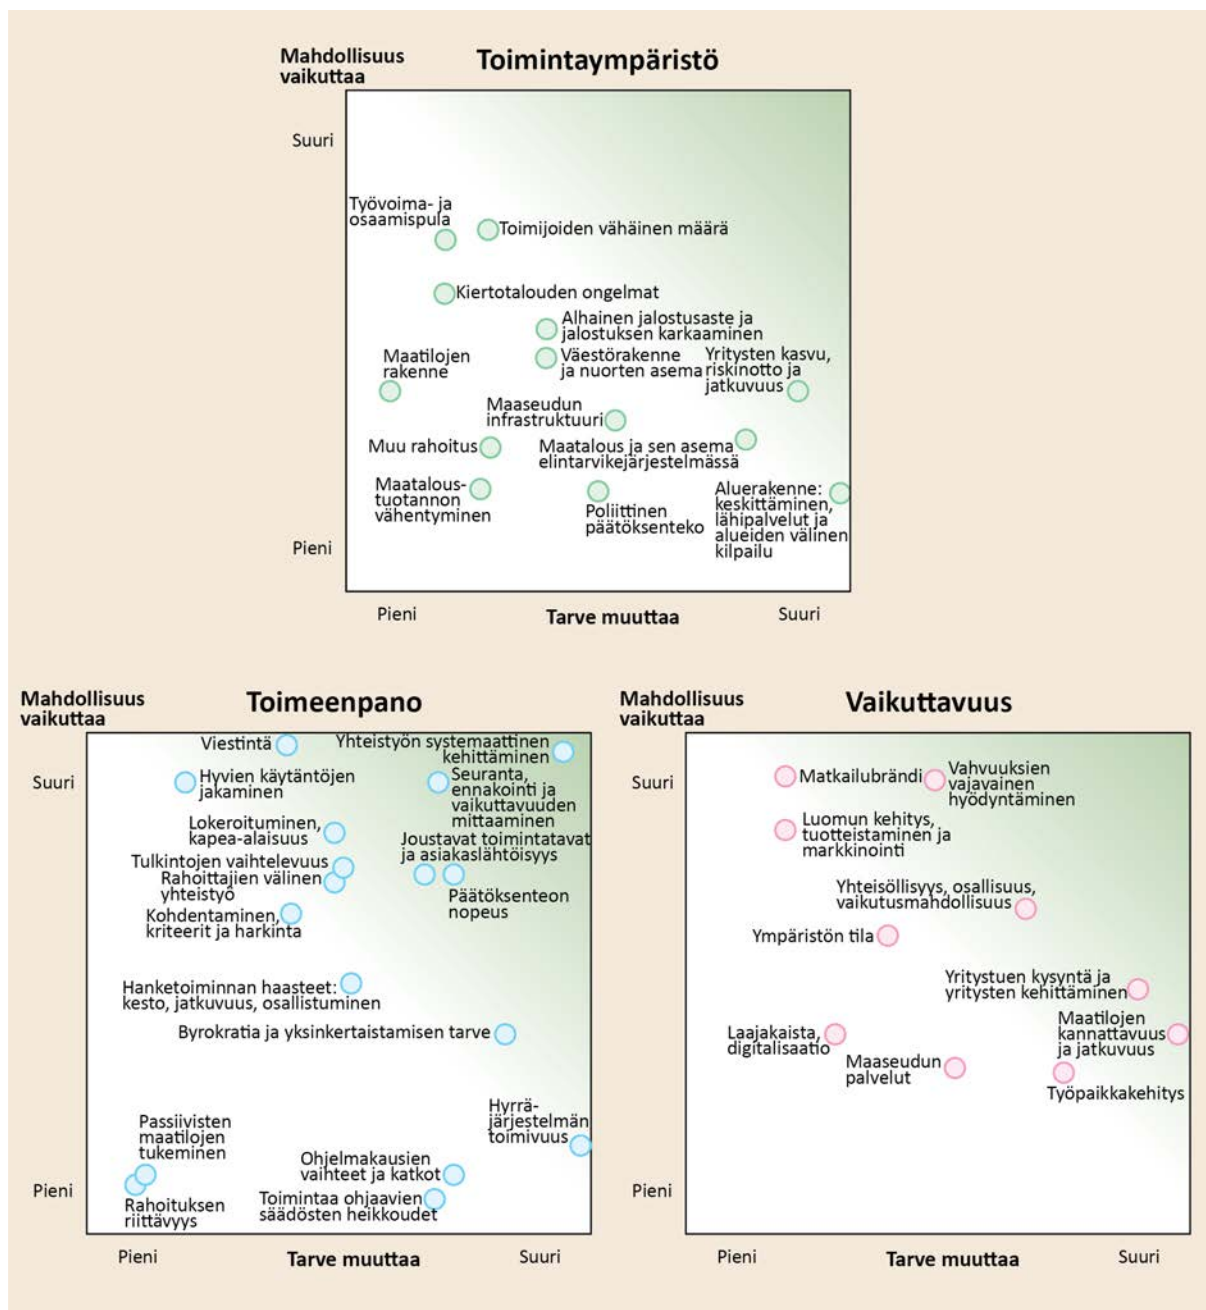 Mahdollisuus
vaikuttaa
Toimintaympäristö
Suuri
Työvoima- ja
osaamispula
Toimijoiden vähäinen määrä
Kiertotalouden ongelmat
Alhainen jalostusaste ja
jalostuksen karkaaminen
Maatilojen
rakenne
Väestörakenne
ja nuorten asema
Yritysten kasvu,
riskinotto ja
jatkuvuus
Maaseudun
infrastruktuuri
Muu rahoitus
Maatalous ja sen asema
elintarvikejärjestelmässä
Maatalous-
tuotannon
vähentyminen
Poliittinen
päätöksenteko
Aluerakenne:
keskittäminen,
lähipalvelut ja
alueiden välinen
kilpailu
Pieni
Pieni
Tarve muuttaa
Suuri
Mahdollisuus
vaikuttaa
Toimeenpano
Viestintä
Yhteistyön systemaattinen
kehittäminen
Suuri
Hyvien käytäntöjen
jakaminen
Seuranta,
ennakointi ja
vaikuttavuuden
mittaaminen
Lokeroituminen,
kapea-alaisuus
Joustavat toimintatavat
ja asiakaslähtöisyys
Tulkintojen vaihtelevuus
Rahoittajien välinen
yhteistyö
Päätöksenteon
nopeus
Kohdentaminen,
kriteerit ja harkinta
Hanketoiminnan haasteet:
kesto, jatkuvuus, osallistuminen
Byrokratia ja yksinkertaistamisen tarve
Hyrrä-
järjestelmän
toimivuus
Passiivisten
maatilojen
tukeminen
Ohjelmakausien
vaihteet ja katkot
Pieni
Rahoituksen
riittävyys
Toimintaa ohjaavien
säädösten heikkoudet
Pieni
Tarve muuttaa
Suuri
Mahdollisuus
vaikuttaa
Vaikuttavuus
Suuri
Matkailubrändi
Vahvuuksien
vajavainen
hyödyntäminen
Luomun kehitys,
tuotteistaminen ja
markkinointi
Yhteisöllisyys, osallisuus,
vaikutusmahdollisuus
Ympäristön tila
Yritystuen kysyntä ja
yritysten kehittäminen
Laajakaista,
digitalisaatio
Maatilojen
kannattavuus
ja jatkuvuus
Maaseudun
palvelut
Työpaikkakehitys
Pieni
Pieni
Tarve muuttaa
Suuri